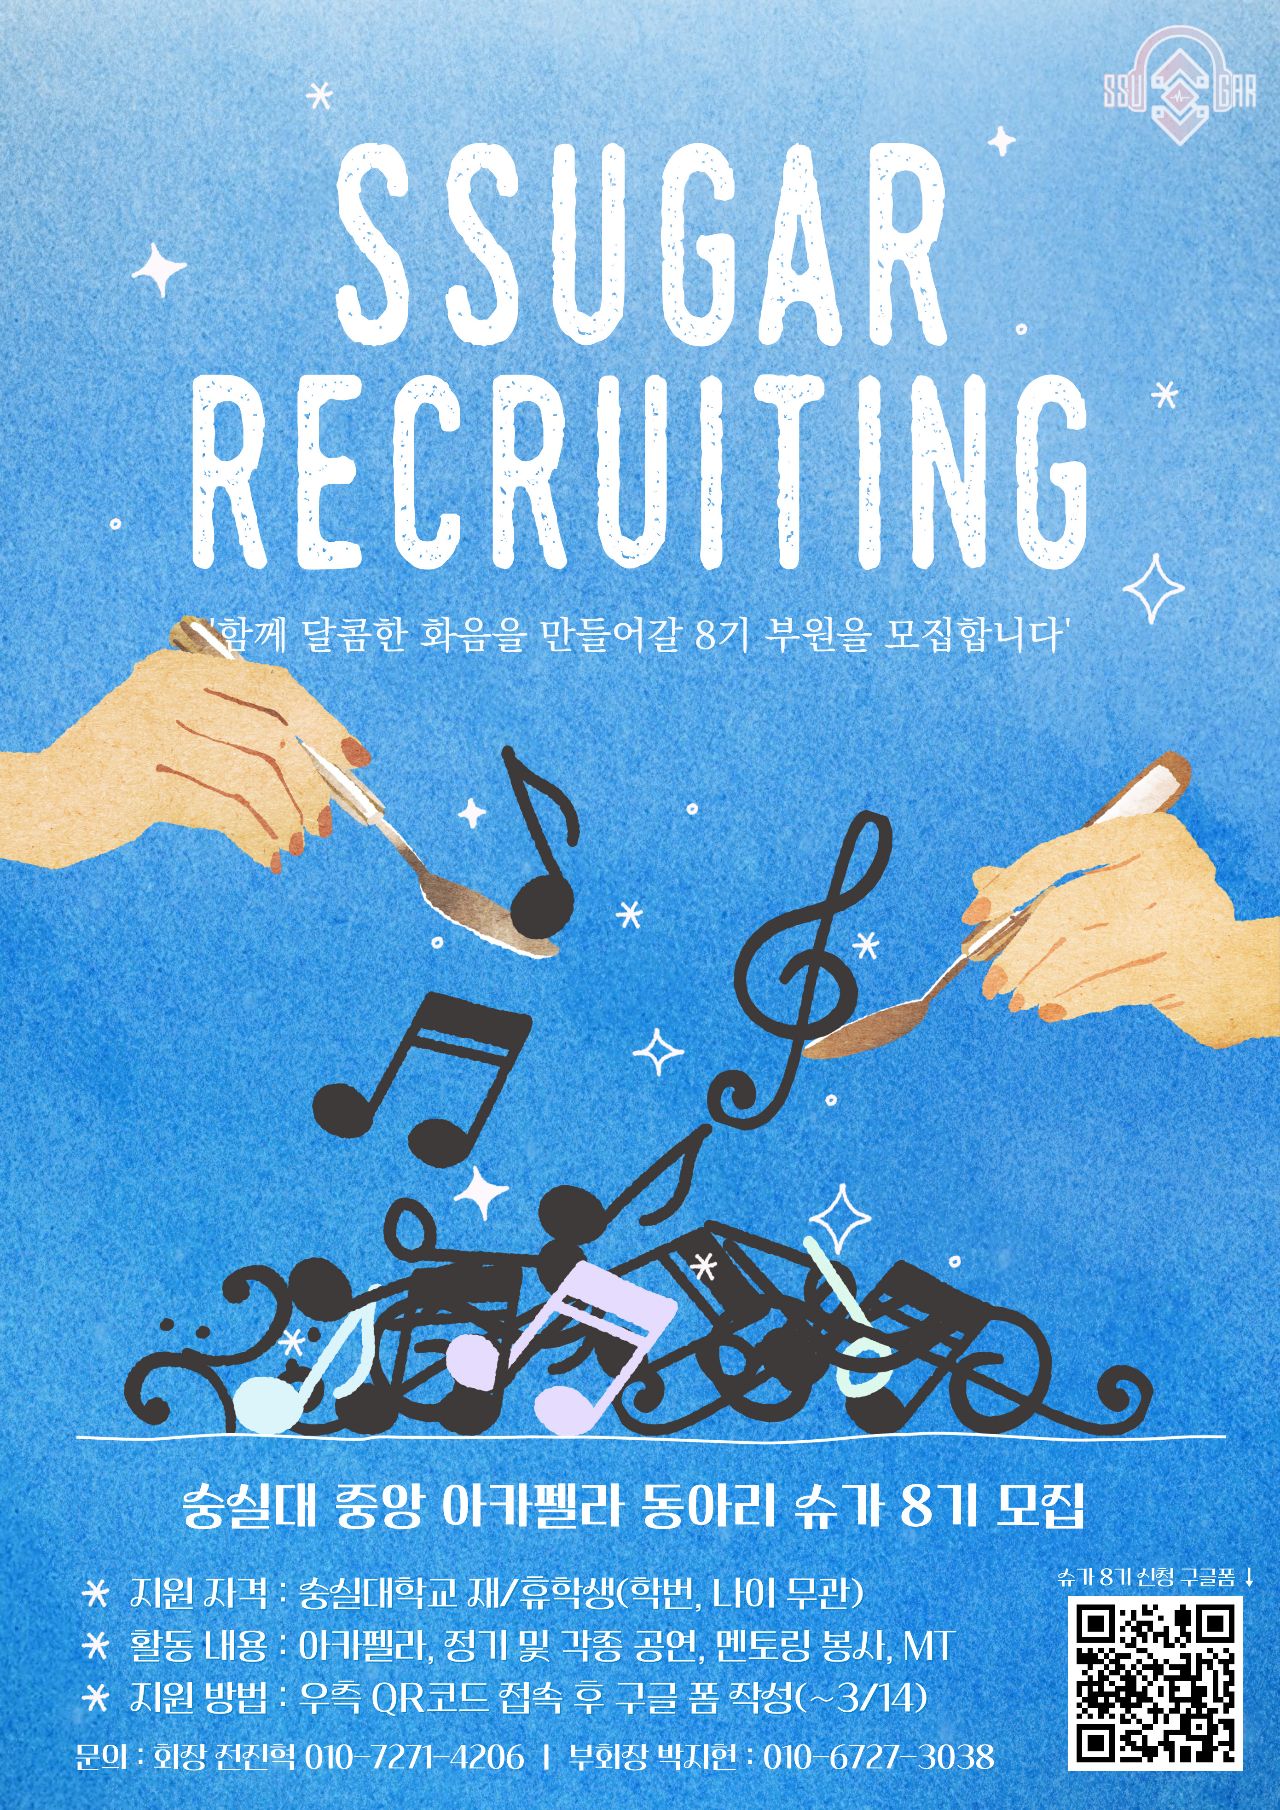 SSUGAR
SSUGAR
RECRUITING
'함께 달콤한 화음을 만들어갈 8기 부원을 모집합니다'
숭실대 중앙 아카펠라 동아리 슈가 8기 모집
지원 자격 : 숭실대학교 재/휴학생(학번, 나이 무관)
활동 내용 : 아카펠라, 정기 및 각종 공연, 멘토링 봉사, MT
지원 방법 : 우측 QR코드 접속 후 구글 폼 작성(~3/14)
문의 : 회장 전진혁 010-7271-4206 | 부회장 박지현 : 010-6727-3038
슈가 8기 신청 구글폼 ↓